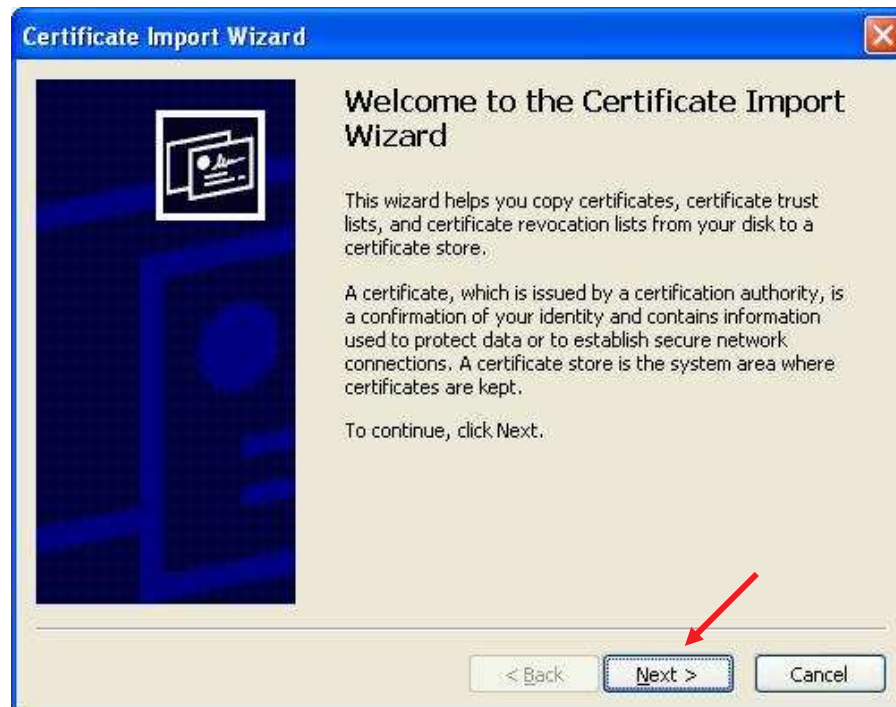 Certificate Import Wizard
Welcome to the Certificate Import
Wizard
This wizard helps you copy certificates, certificate trust
lists, and certificate revocation lists from your disk to a
certificate store.
A certificate, which is issued by a certification authority, is
a confirmation of your identity and contains information
used to protect data or to establish secure network
connections. A certificate store is the system area where
certificates are kept.
To continue, click Next.
< Back Next > Cancel